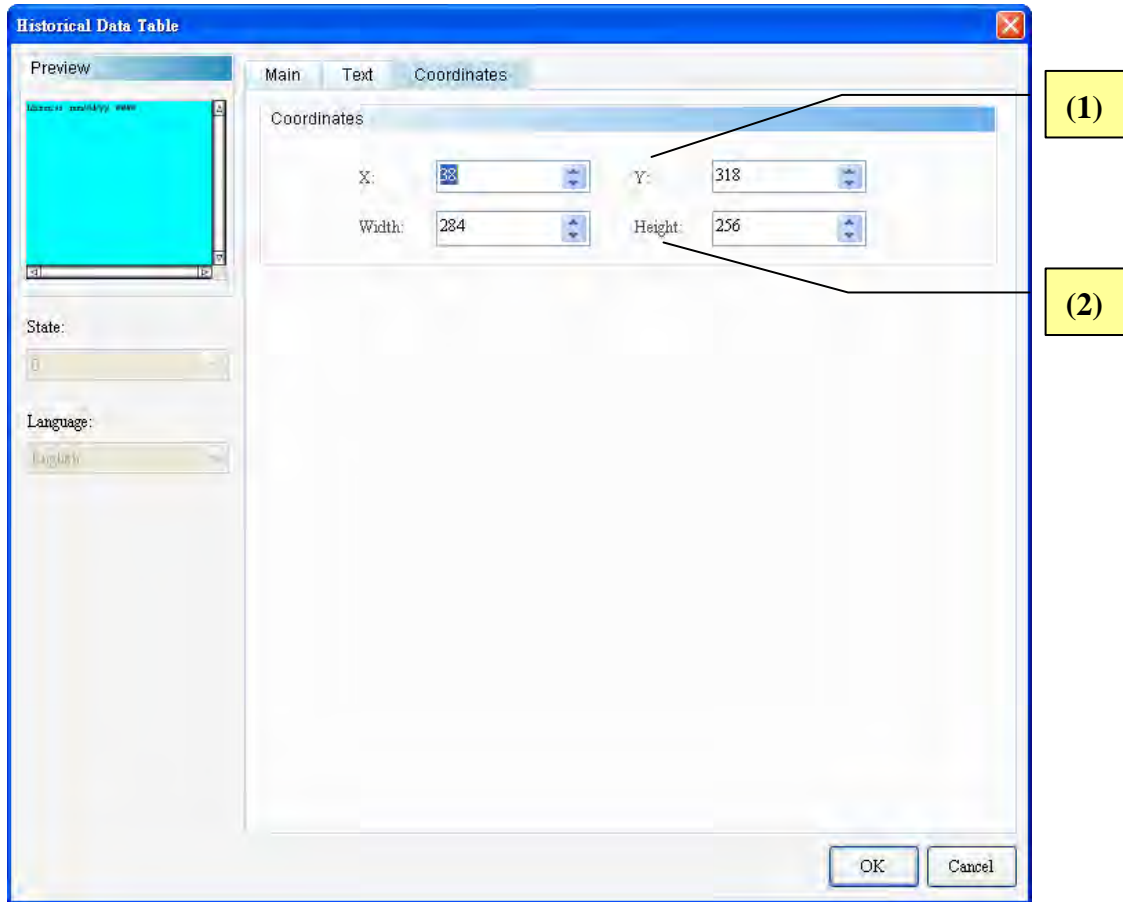 Historical Data Table
Preview
Main Text Coordinates
(1)
Coordinates
X: 38 Y: 318
Width: 284 Height: 256
(2)
State:
0
Language:
English
OK Cancel